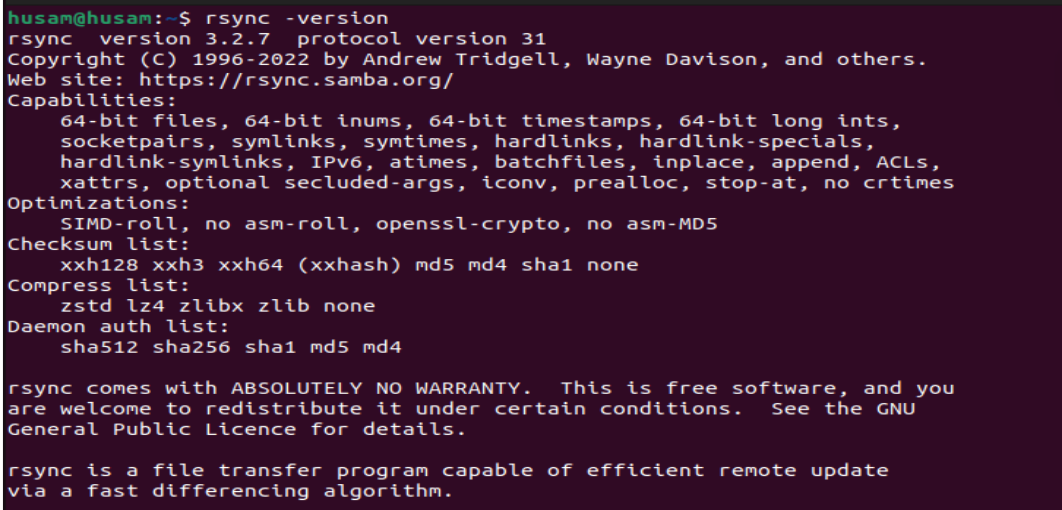 husam@husam:~$ rsync -version
rsync  version 3.2.7  protocol version 31
Copyright (C) 1996-2022 by Andrew Tridgell, Wayne Davison, and others.
Web site: https://rsync.samba.org/
Capabilities:
    64-bit files, 64-bit inums, 64-bit timestamps, 64-bit long ints,
    socketpairs, symlinks, symtimes, hardlinks, hardlink-specials,
    hardlink-symlinks, IPv6, atimes, batchfiles, inplace, append, ACLs,
    xattrs, optional secluded-args, iconv, prealloc, stop-at, no crtimes
Optimizations:
    SIMD-roll, no asm-roll, openssl-crypto, no asm-MD5
Checksum list:
    xxh128 xxh3 xxh64 (xxhash) md5 md4 sha1 none
Compress list:
    zstd lz4 zlibx zlib none
Daemon auth list:
    sha512 sha256 sha1 md5 md4

rsync comes with ABSOLUTELY NO WARRANTY.  This is free software, and you
are welcome to redistribute it under certain conditions.  See the GNU
General Public Licence for details.

rsync is a file transfer program capable of efficient remote update
via a fast differencing algorithm.